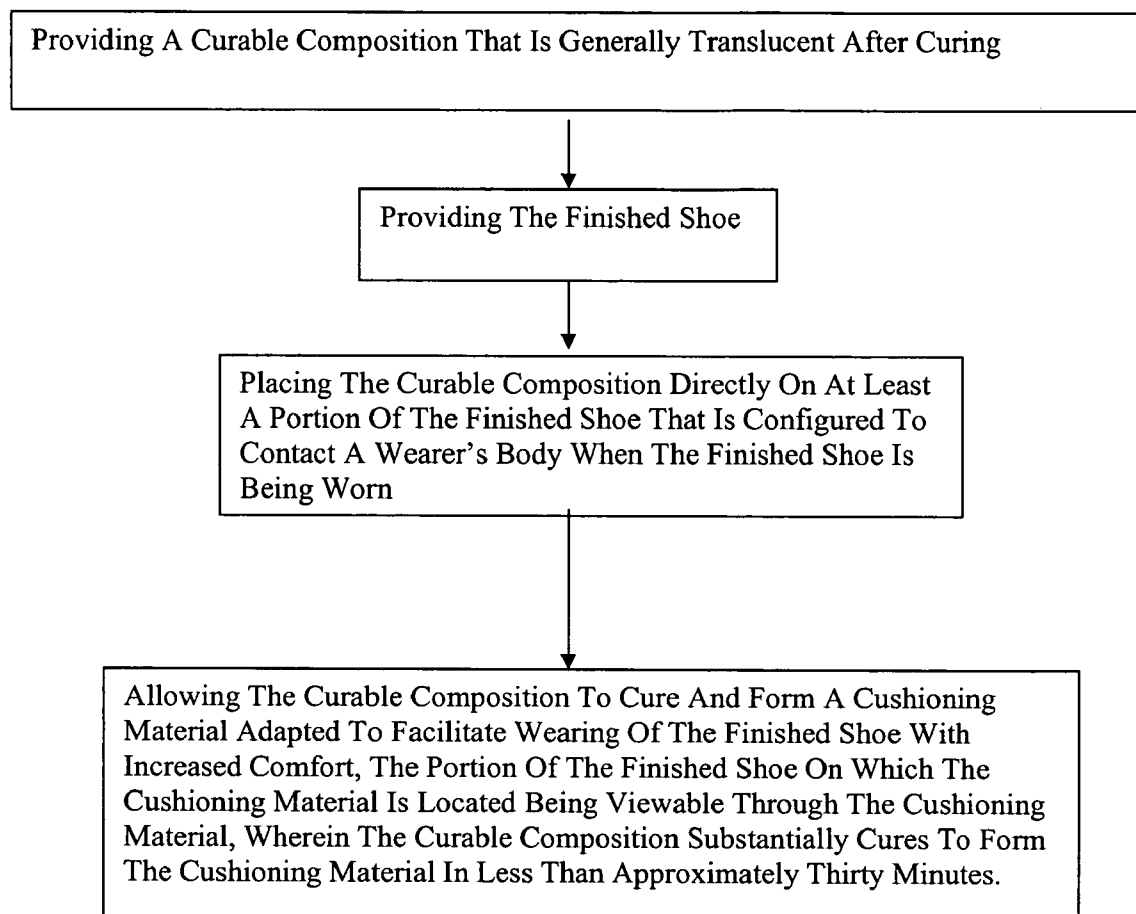 Providing A Curable Composition That Is Generally Translucent After Curing
Providing The Finished Shoe
Placing The Curable Composition Directly On At Least
A Portion Of The Finished Shoe That Is Configured To
Contact A Wearer's Body When The Finished Shoe Is
Being Worn
Allowing The Curable Composition To Cure And Form A Cushioning
Material Adapted To Facilitate Wearing Of The Finished Shoe With
Increased Comfort, The Portion Of The Finished Shoe On Which The
Cushioning Material Is Located Being Viewable Through The Cushioning
Material, Wherein The Curable Composition Substantially Cures To Form
The Cushioning Material In Less Than Approximately Thirty Minutes.